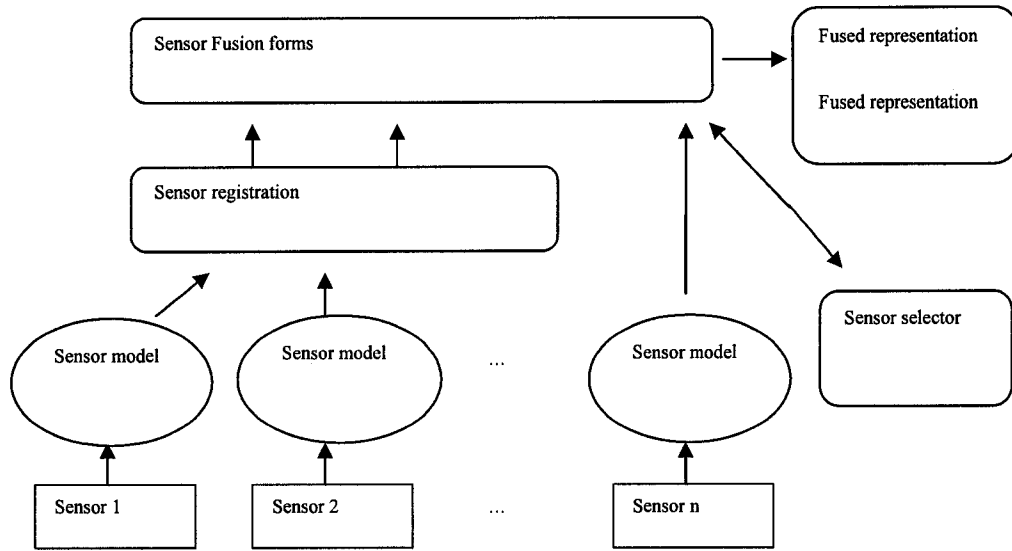 Sensor Fusion forms
Fused representation
Fused representation
Sensor registration
Sensor selector
Sensor model
Sensor model
...
Sensor model
Sensor 1
Sensor 2
...
Sensor n